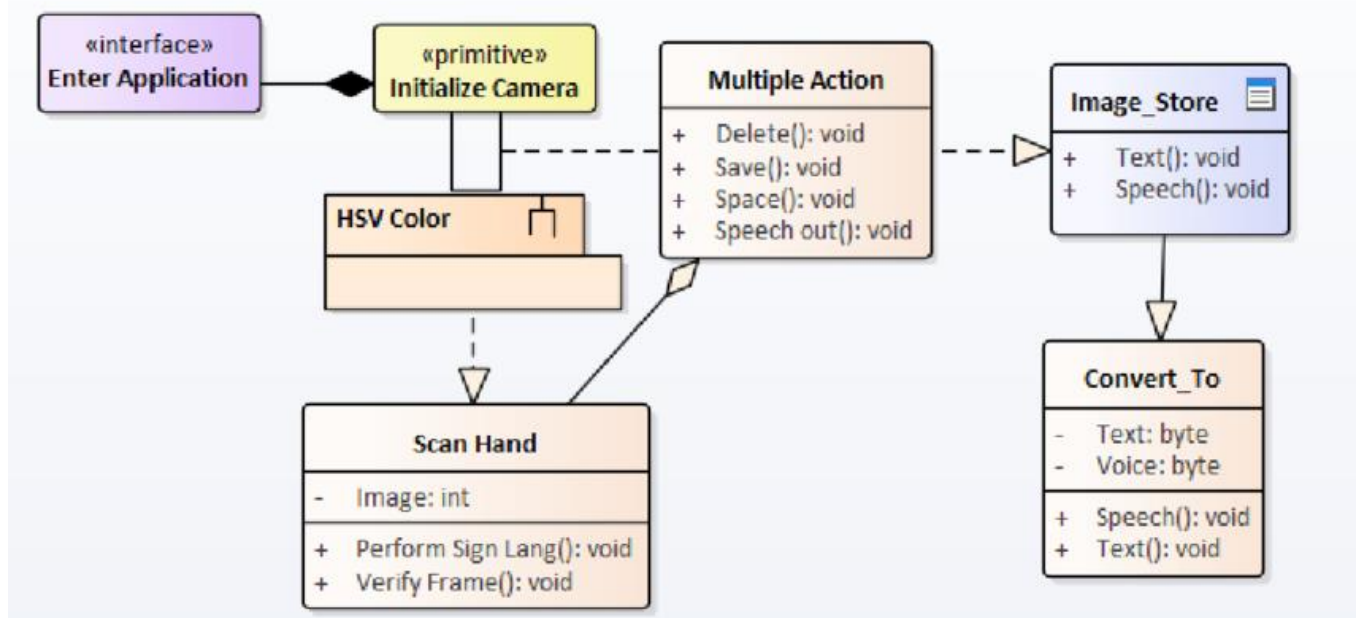 «interface»
Enter Application
«primitive»
Initialize Camera
Multiple Action
+ Delete(): void
+ Save(): void
+ Space(): void
+ Speech out(): void
Image_Store
+ Text(): void
+ Speech(): void
HSV Color
Scan Hand
- Image: int
+ Perform Sign Lang(): void
+ Verify Frame(): void
Convert_To
- Text: byte
- Voice: byte
+ Speech(): void
+ Text(): void